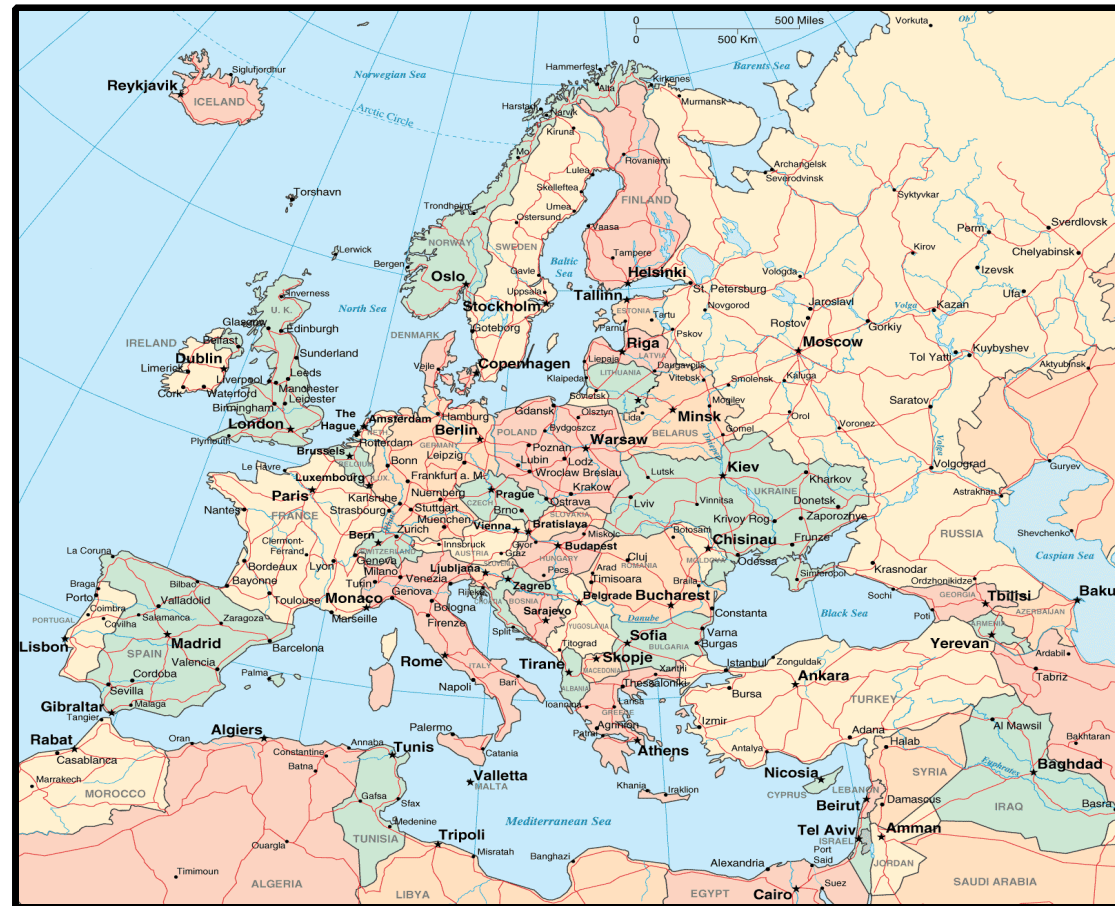 0 500 Miles
0 500 Km
Vorkuta
Ob'
Norwegian Sea
Barents Sea
Hammerfest
Kirkenes
Alta
Siglufjordhur
Reykjavik
ICELAND
Murmansk
Harstad
Narvik
Kiruna
Arctic Circle
Mo
Rovaniemi
Archangelsk
Severodvinsk
Lulea
Skelleftea
Syktyvkar
Torshavn
Trondheim
Umea
Ostersund
FINLAND
Vaasa
Perm
Sverdlovsk
Chelyabinsk
NORWAY
SWEDEN
Kirov
Lerwick
Bergen
Tampere
Baltic
Sea
Izevsk
Vologda
Oslo
Gavle
Helsinki
Uppsala
St. Petersburg
Ufa
Inverness
North Sea
Stockholm
Tallinn
Novgorod
Jaroslavl
Volga
Kazan
U. K.
ESTONIA
Tartu
Rostov
Gorkiy
Glasgow
Edinburgh
DENMARK
Goteborg
Parnu
Pskov
IRELAND
Belfast
Riga
Moscow
Kuybyshev
Tol Yatti
Dublin
Sunderland
Copenhagen
Liepaja
LATVIA
Daugavpils
Aktyubinsk
Limerick
Leeds
Vejle
Klaipeda
LITHUANIA
Vitebsk
Smolensk
Kaluga
Liverpool
Manchester
Cork
Waterford
Leicester
Sovietsk
Birmingham
The
Hague
Amsterdam
Hamburg
Gdansk
Olsztyn
Lida
Minsk
Mogilev
Orol
Saratov
London
NETH.
Berlin
POLAND
Bydgoszcz
BELARUS
Gomel
Voronez
Plymouth
Rotterdam
GERMANY
Warsaw
Dnieper
Volga
Brussels
BELGIUM
Leipzig
Poznan
Le Havre
Bonn
Lubin
Lodz
Kiev
Volgograd
Guryev
Luxembourg
LUX.
Frankfurt a. M.
Wroclaw Breslau
Lutsk
Kharkov
Paris
Karlsruhe
Nuernberg
Prague
Krakow
UKRAINE
Astrakhan
Nantes
Strasbourg
Stuttgart
CZECH
Brno
Ostrava
Lviv
Vinnitsa
Donetsk
FRANCE
Muenchen
SLOVAKIA
Krivoy Rog
Zaporozhye
Bern
Zurich
Vienna
Bratislaya
Miskolc
Botosani
RUSSIA
Shevchenko
Clermont-
Ferrand
SWITZERLAND
Innsbruck
AUSTRIA
Gyor
Graz
Budapest
Chisinau
Frunze
La Coruna
Lyon
Geneva
HUNGARY
Cluj
MOLDOVA
Odessa
Caspian Sea
Bordeaux
Milano
Ljubljana
SLOVENIA
Pecs
Arad
ROMANIA
Krasnodar
Bilbao
Bayonne
Turin
Venezia
Zagreb
Timisoara
Braila
Simferopol
Ordzhonikidze
Braga
Porto
Valladolid
Toulouse
Monaco
Genova
Rijeka
CROATIA
BOSNIA
Belgrade
Bucharest
Sochi
GEORGIA
Tbilisi
Baku
Coimbra
Salamanca
Zaragoza
Marseille
Bologna
Sarajevo
Danube
Constanta
Black Sea
Poti
AZERBAIJAN
PORTUGAL
Covilha
Firenze
Split
YUGOSLAVIA
Sofia
Varna
ARMENIA
Lisbon
Madrid
Barcelona
Titograd
BULGARIA
Burgas
Yerevan
SPAIN
Rome
ITALY
Tirane
Skopje
Istanbul
Zonguldak
Ardabil
Valencia
MACEDONIA
Xanthi
Ankara
Tabriz
Cordoba
Palma
Bari
Thessaloniki
Bursa
Sevilla
Napoli
ALBANIA
TURKEY
Gibraltar
Malaga
Ioannina
Larisa
Tangier
GREECE
Al Mawsil
Rabat
Algiers
Palermo
Agrinion
Izmir
Adana
Oran
Annaba
Patrai
Athens
Antalya
Halab
Bakhtaran
Casablanca
Constantine
Tunis
Catania
Batna
Valletta
MALTA
Nicosia
SYRIA
Euphrates
Baghdad
Marrakech
MOROCCO
Gafsa
Sfax
Khania
Iraklion
CYPRUS
LEBANON
Beirut
Damascus
IRAQ
Basray
Medenine
Mediterranean Sea
TUNISIA
Tripoli
Tel Aviv
ISRAEL
Amman
Ouargla
Misratah
Banghazi
Alexandria
Port
Said
JORDAN
Timimoun
ALGERIA
LIBYA
EGYPT
Cairo
Suez
SAUDI ARABIA